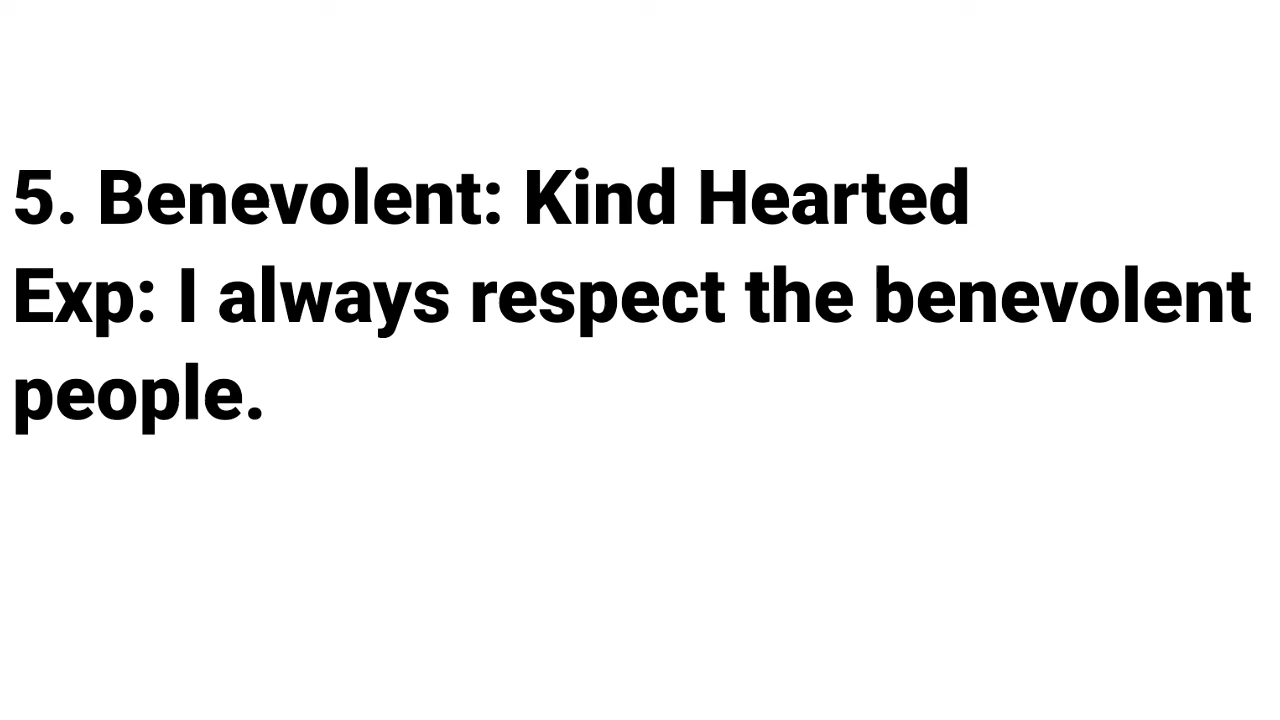 5. Benevolent: Kind Hearted
Exp: I always respect the benevolent
people.